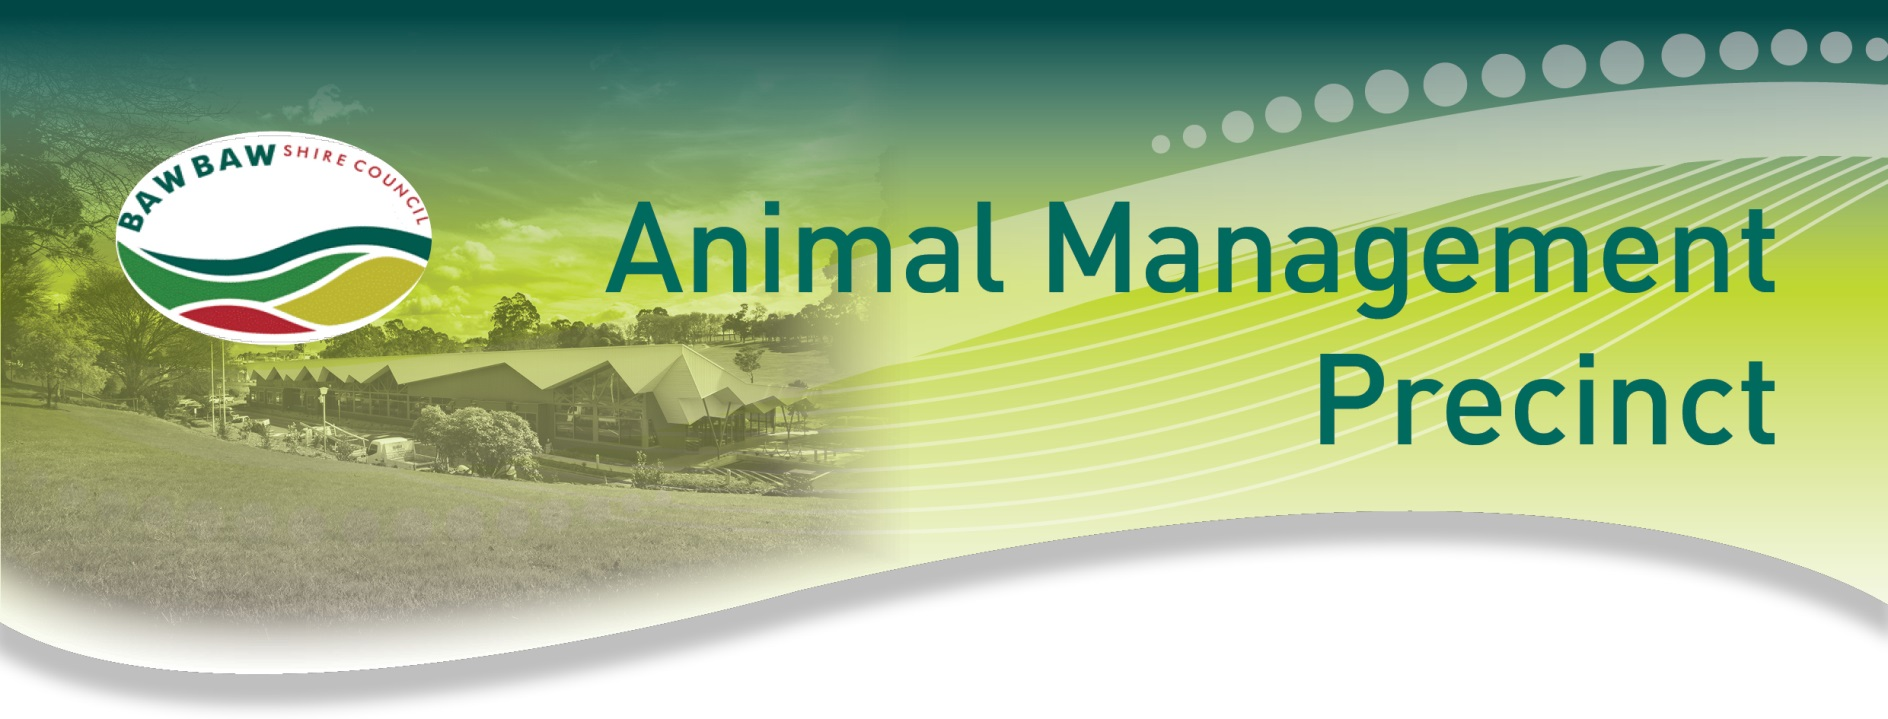 BAW BAW SHIRE COUNCIL
Animal Management
Precinct